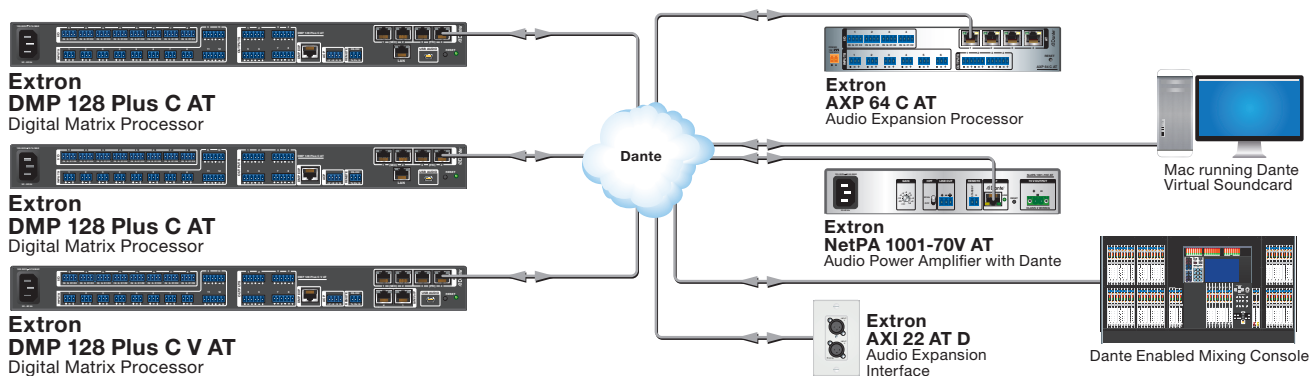 Extron
DMP 128 Plus C AT
Digital Matrix Processor
Extron
DMP 128 Plus C AT
Digital Matrix Processor
Extron
DMP 128 Plus C V AT
Digital Matrix Processor
Dante
Extron
AXP 64 C AT
Audio Expansion Processor
Mac running Dante
Virtual Soundcard
Dante
Extron
NetPA 1001-70V AT
Audio Power Amplifier with Dante
Extron
AXI 22 AT D
Audio Expansion
Interface
Dante Enabled Mixing Console